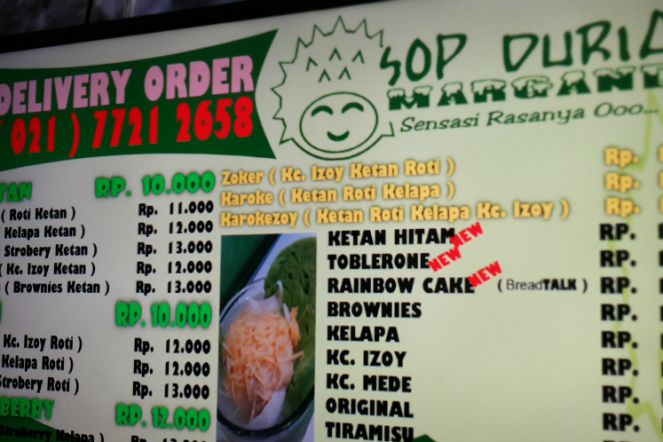 DELIVERY ORDER
( 021 ) 7721 2658
SOP
Sensasi Rasanya Ooo...
RP. 10.000
( Roti Ketan ) Rp. 11.000
Kelapa Ketan ) Rp. 12.000
Strobery Ketan ) Rp. 13.000
( Kc. Izoy Ketan ) Rp. 12.000
( Brownies Ketan ) Rp. 13.000
RP. 10.000
Kc. Izoy Roti ) Rp. 12.000
Kelapa Roti ) Rp. 12.000
Strobery Roti ) Rp. 13.000
BERRY RP. 12.000
Strobery Kelapa )
Zoker ( Kc. Izoy Ketan Roti ) Rp.
Karoke ( Ketan Roti Kelapa ) Rp.
Karokezoy ( Ketan Roti Kelapa Kc. Izoy ) Rp.
KETAN HITAM NEW RP.
TOBLERONE NEW RP.
RAINBOW CAKE NEW ( BreadTALK ) RP.
BROWNIES RP.
KELAPA RP.
KC. IZOY RP.
KC. MEDE RP.
ORIGINAL RP.
TIRAMISU RP.